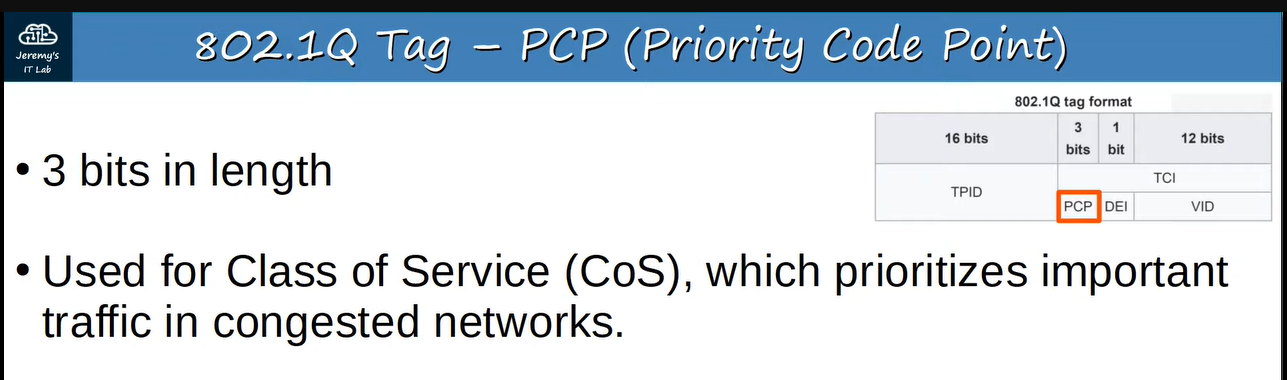 Jeremy's
IT Lab
802.1Q Tag – PCP (Priority Code Point)
• 3 bits in length
• Used for Class of Service (CoS), which prioritizes important
traffic in congested networks.
802.1Q tag format
16 bits 3 bits 1 bit 12 bits
TPID TCI
PCP DEI VID